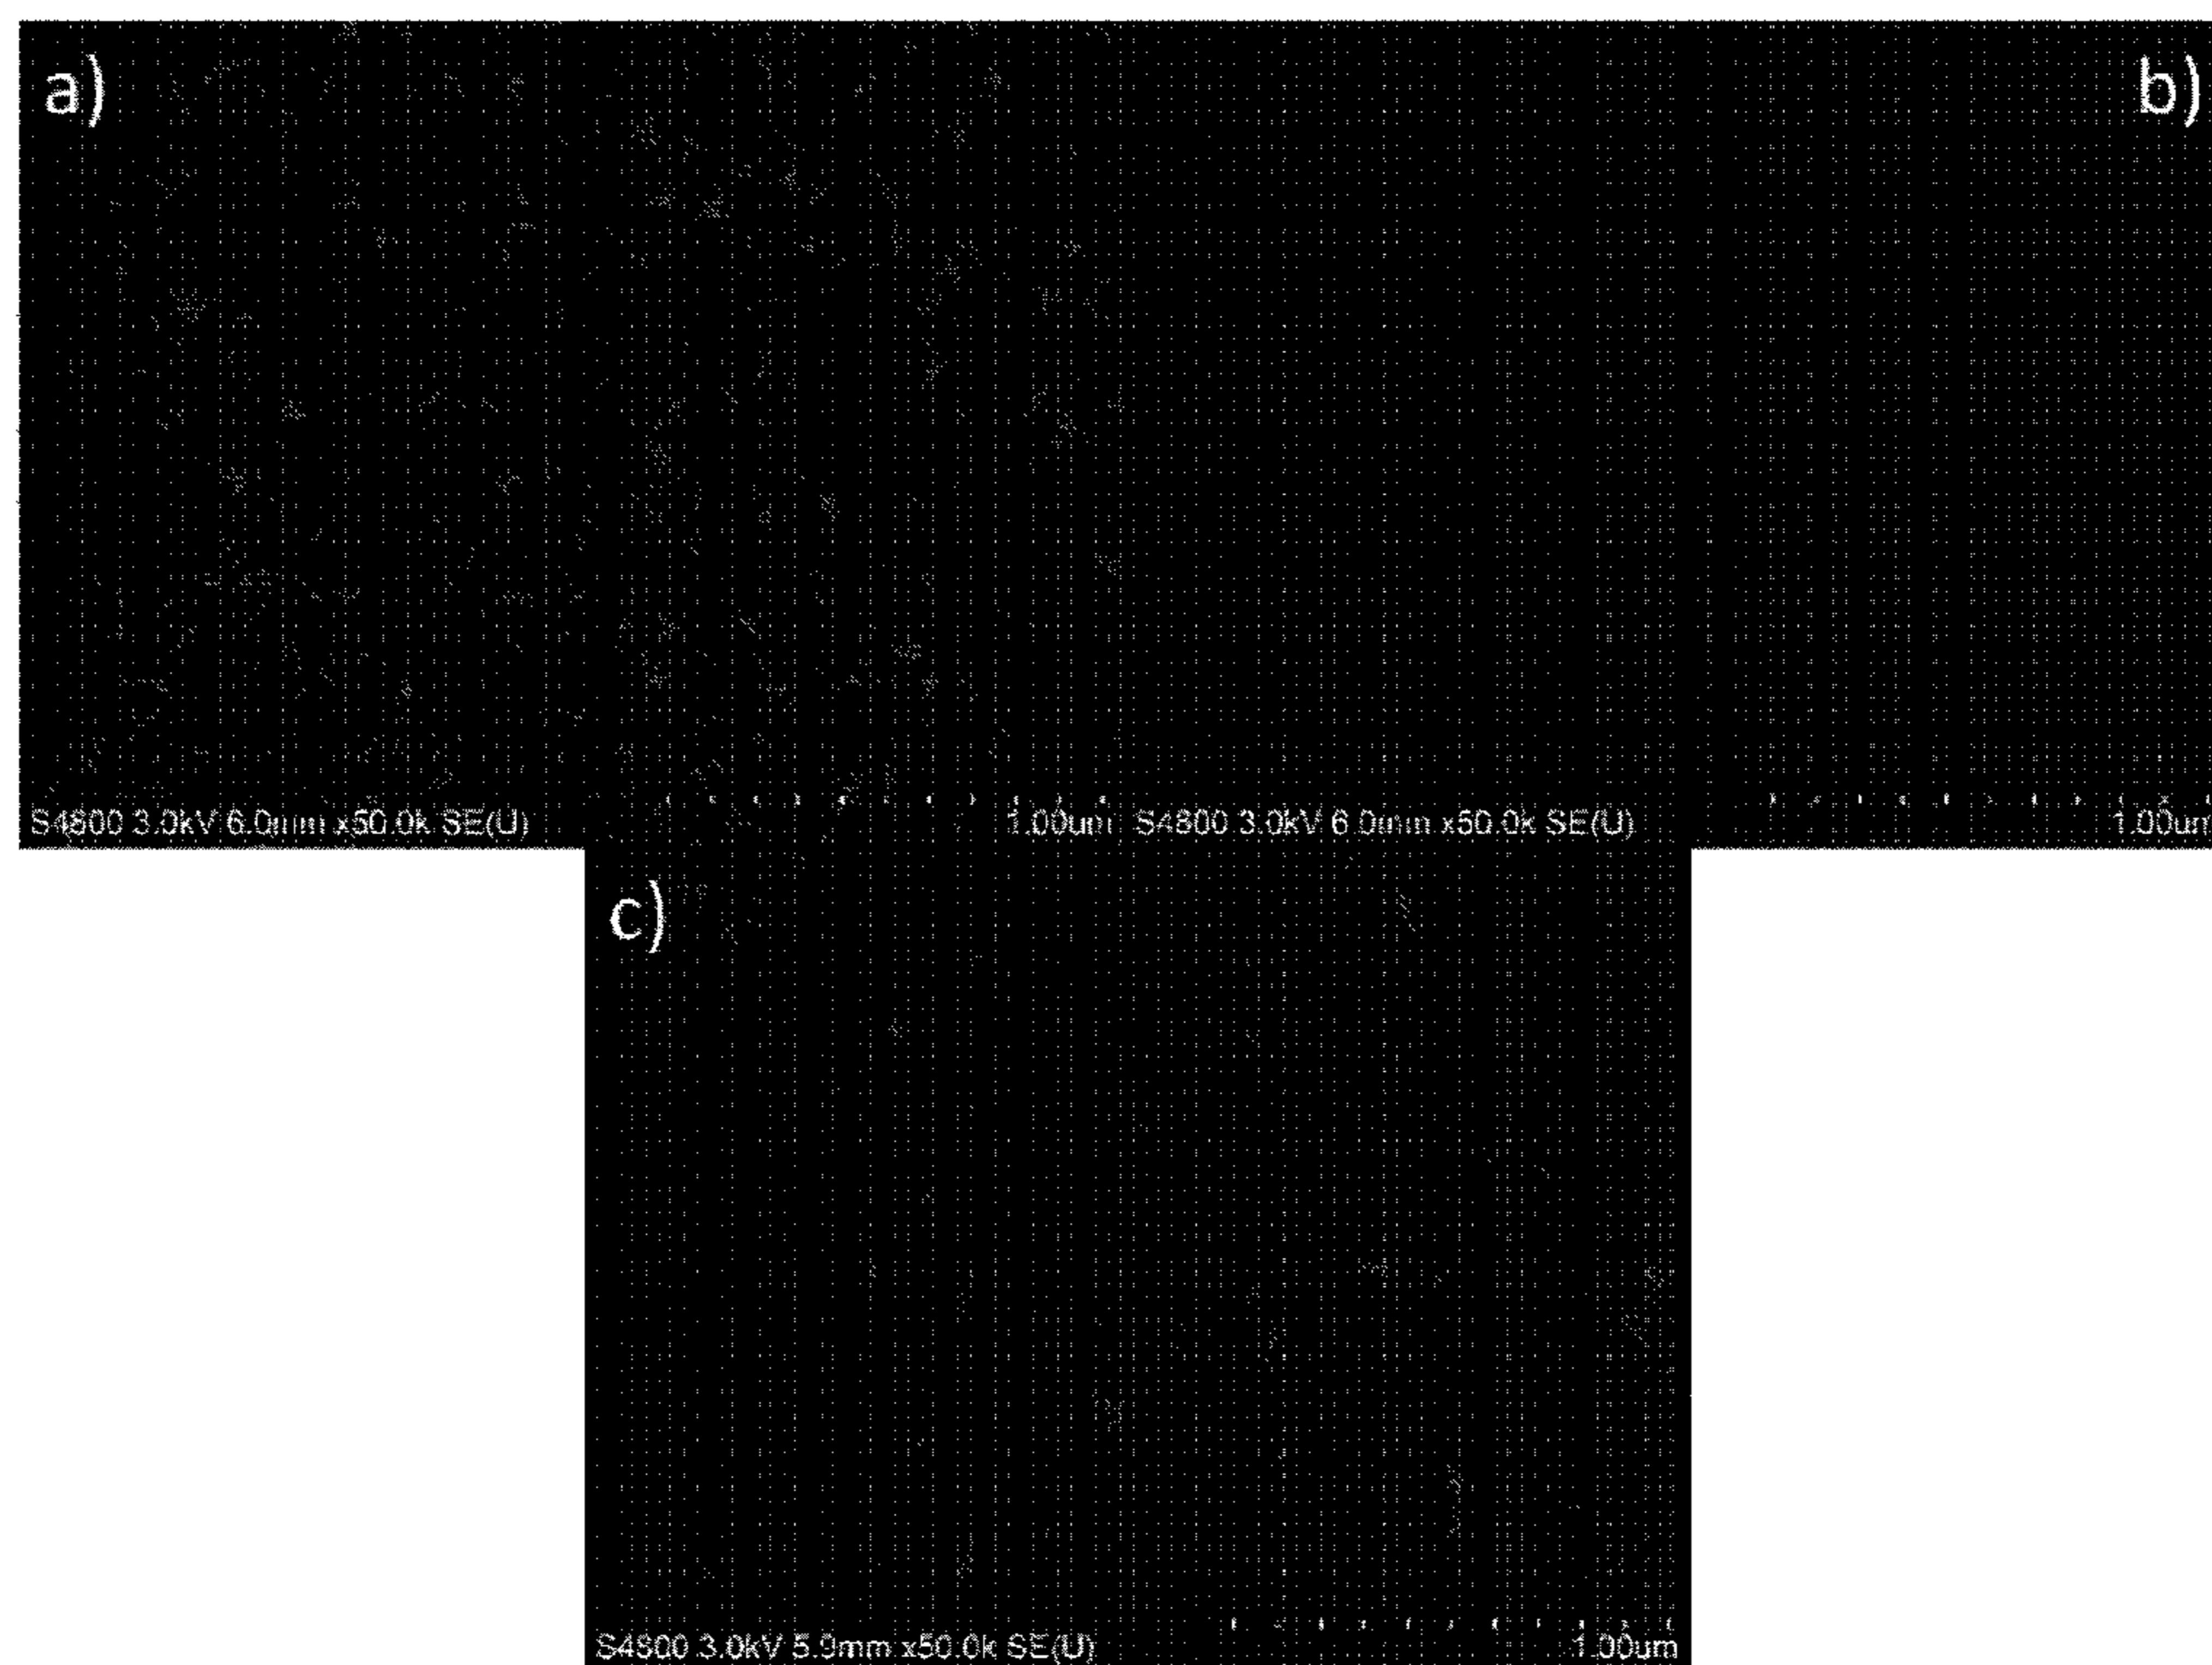 a)
b)
S4800 3.0kV 6.0mm x50.0k SE(U) 1.00um
S4800 3.0kV 6.0mm x50.0k SE(U) 1.00um
c)
S4800 3.0kV 5.9mm x50.0k SE(U) 1.00um